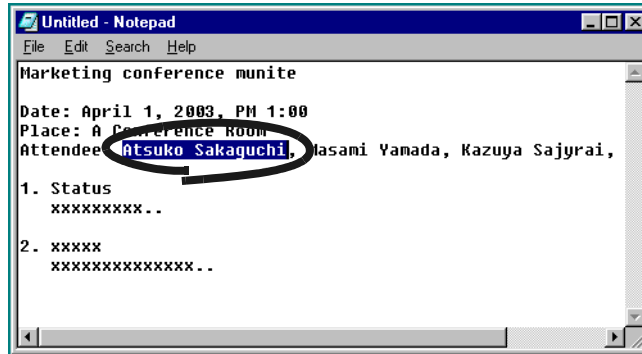 Untitled - Notepad
File Edit Search Help
Marketing conference munite
Date: April 1, 2003, PM 1:00
Place: A Conference Room
Attendee Atsuko Sakaguchi, Masami Yamada, Kazuya Sajyrai,
1. Status
xxxxxxxxx..
2. xxxxx
xxxxxxxxxxxxxx..